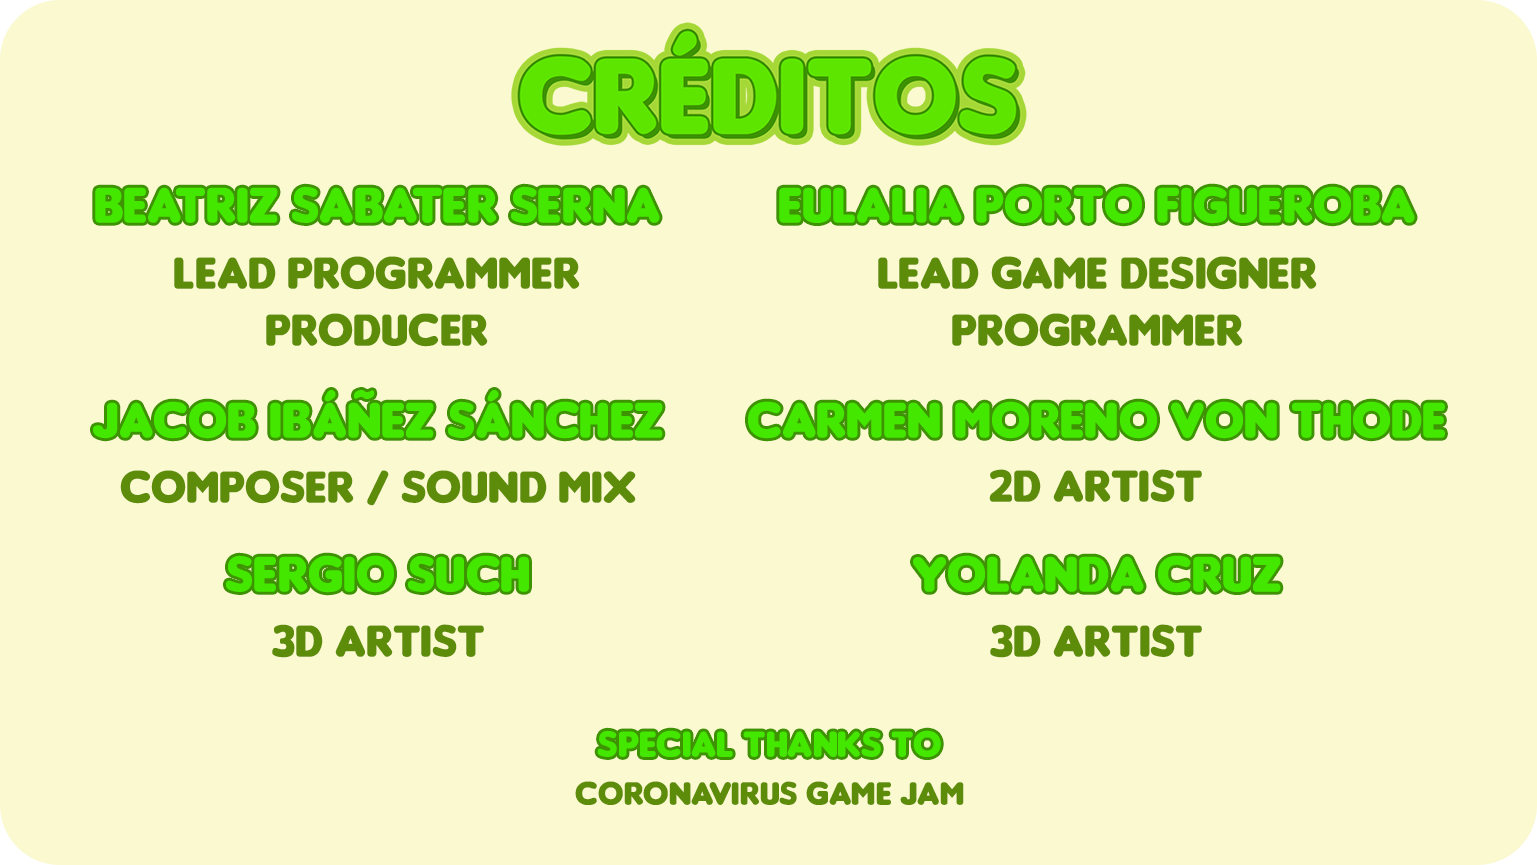 CRÉDITOS
BEATRIZ SABATER SERNA
LEAD PROGRAMMER
PRODUCER
EULALIA PORTO FIGUEROBA
LEAD GAME DESIGNER
PROGRAMMER
JACOB IBÁÑEZ SÁNCHEZ
COMPOSER / SOUND MIX
CARMEN MORENO VON THODE
2D ARTIST
SERGIO SUCH
3D ARTIST
YOLANDA CRUZ
3D ARTIST
SPECIAL THANKS TO
CORONAVIRUS GAME JAM